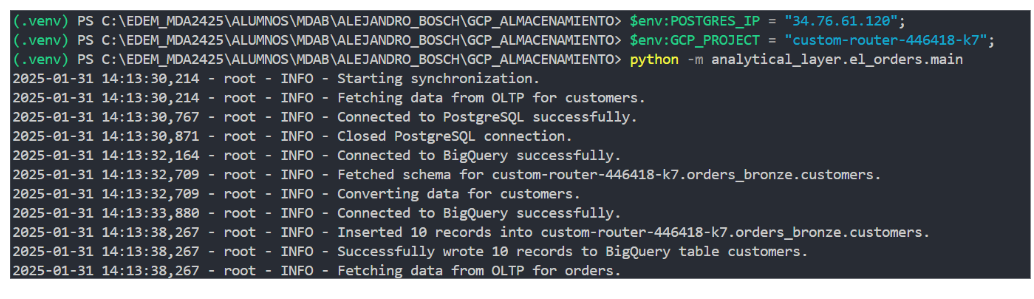 (.venv) PS C:\EDEM_MDA2425\ALUMNOS\MDAB\ALEJANDRO_BOSCH\GCP_ALMACENAMIENTO> $env:POSTGRES_IP = "34.76.61.120";
(.venv) PS C:\EDEM_MDA2425\ALUMNOS\MDAB\ALEJANDRO_BOSCH\GCP_ALMACENAMIENTO> $env:GCP_PROJECT = "custom-router-446418-k7";
(.venv) PS C:\EDEM_MDA2425\ALUMNOS\MDAB\ALEJANDRO_BOSCH\GCP_ALMACENAMIENTO> python -m analytical_layer.el_orders.main
2025-01-31 14:13:30,214 - root - INFO - Starting synchronization.
2025-01-31 14:13:30,214 - root - INFO - Fetching data from OLTP for customers.
2025-01-31 14:13:30,767 - root - INFO - Connected to PostgreSQL successfully.
2025-01-31 14:13:30,871 - root - INFO - Closed PostgreSQL connection.
2025-01-31 14:13:32,164 - root - INFO - Connected to BigQuery successfully.
2025-01-31 14:13:32,709 - root - INFO - Fetched schema for custom-router-446418-k7.orders_bronze.customers.
2025-01-31 14:13:32,709 - root - INFO - Converting data for customers.
2025-01-31 14:13:33,880 - root - INFO - Connected to BigQuery successfully.
2025-01-31 14:13:38,267 - root - INFO - Inserted 10 records into custom-router-446418-k7.orders_bronze.customers.
2025-01-31 14:13:38,267 - root - INFO - Successfully wrote 10 records to BigQuery table customers.
2025-01-31 14:13:38,267 - root - INFO - Fetching data from OLTP for orders.